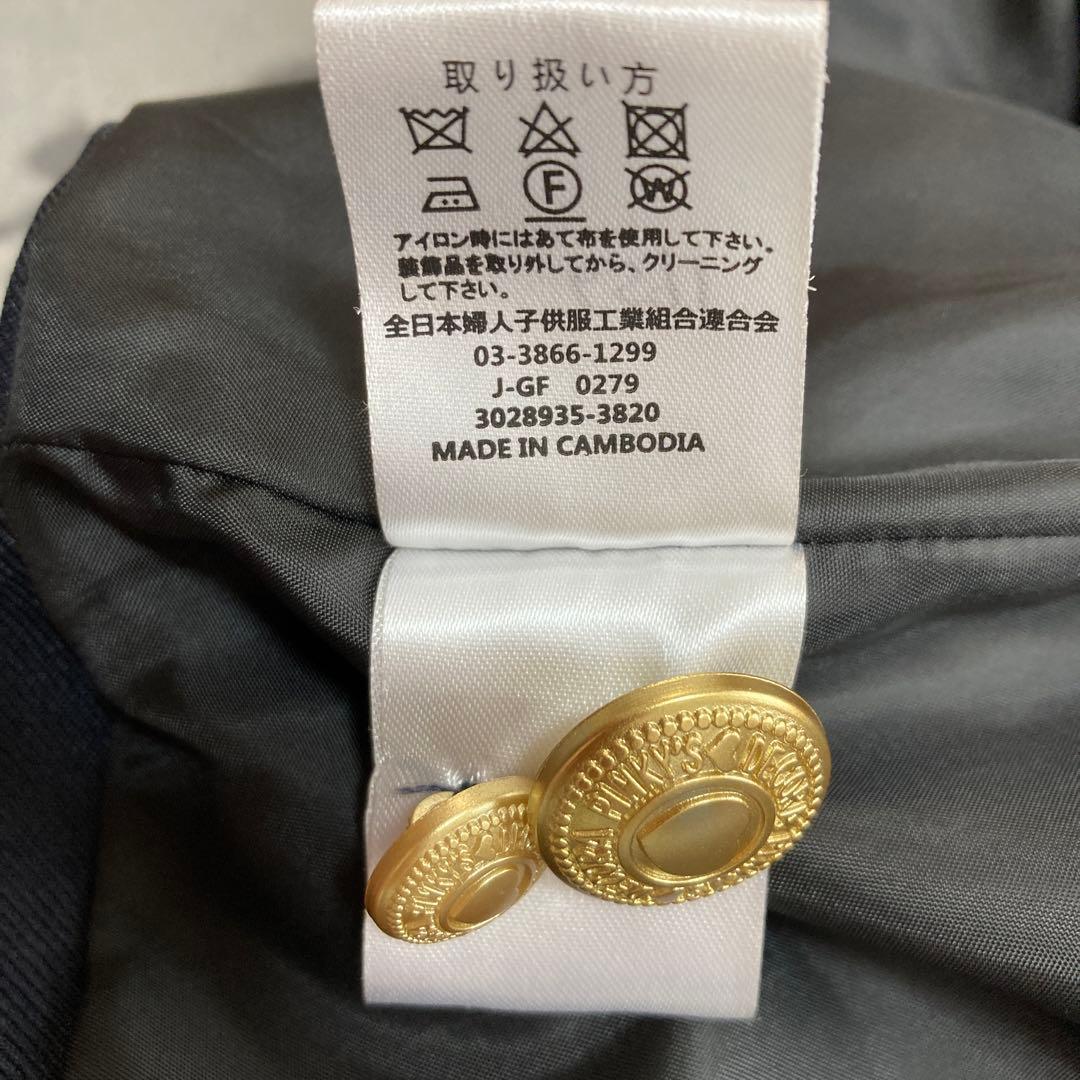 取り扱い方
F
W
アイロン時にはあて布を使用して下さい。
装飾品を取り外してから、クリーニング
して下さい。
全日本婦人子供服工業組合連合会
03-3866-1299
J-GF 0279
3028935-3820
MADE IN CAMBODIA